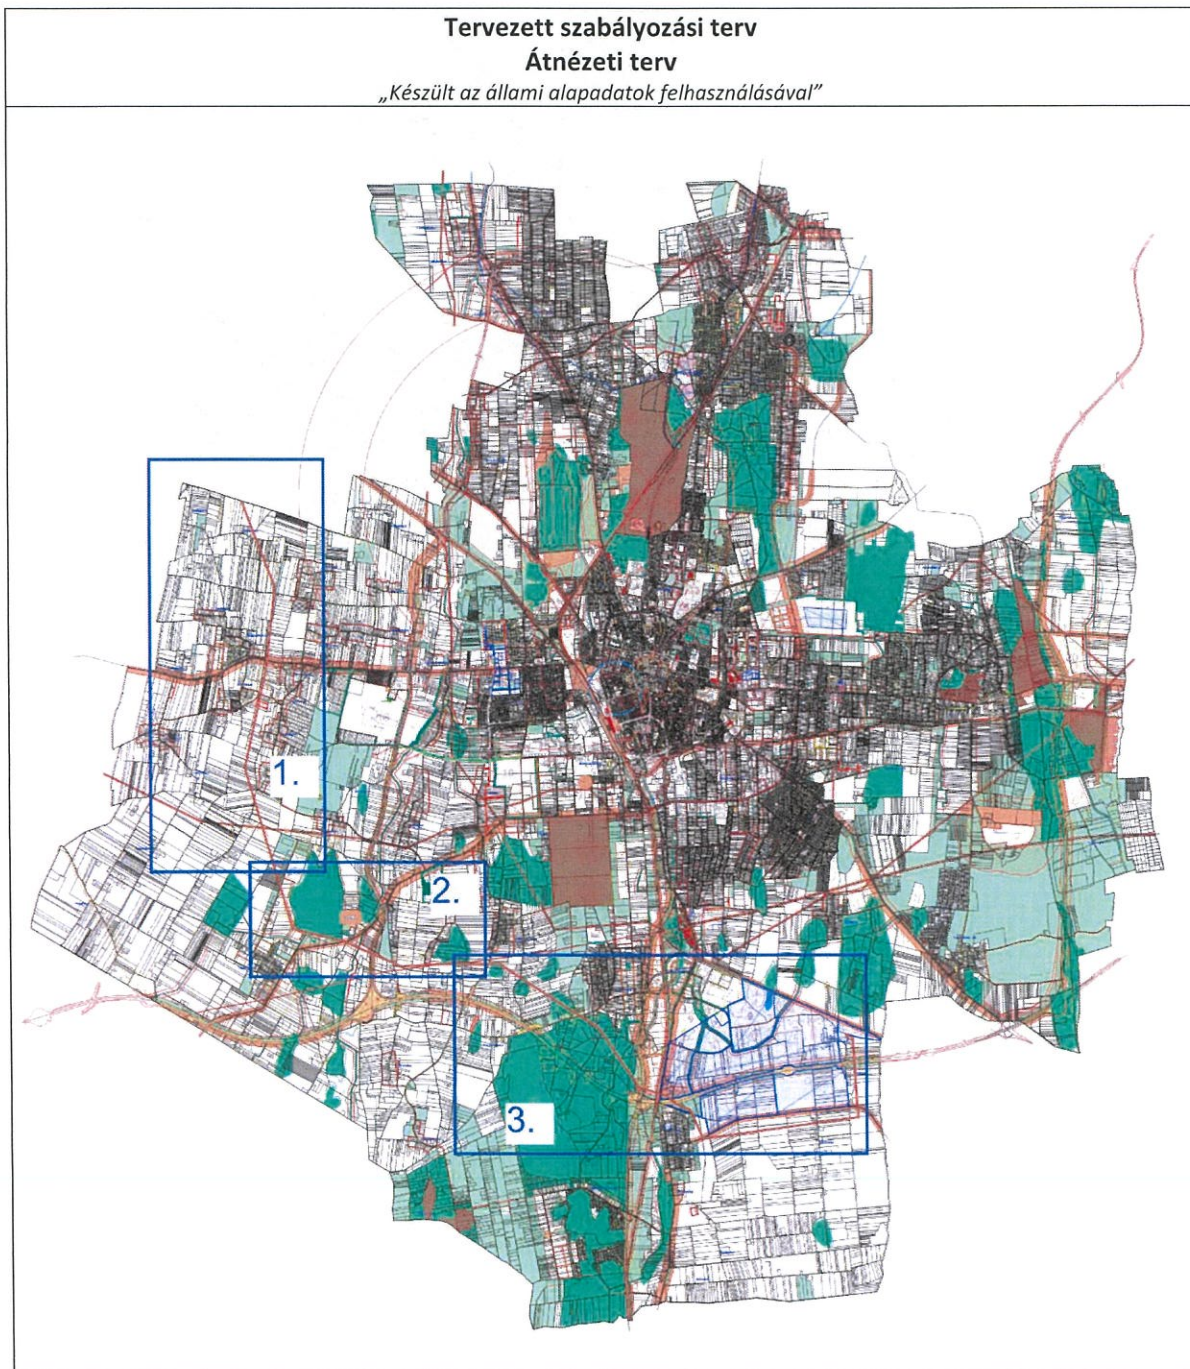 Tervezett szabályozási terv
Átnézeti terv
„Készült az állami alapadatok felhasználásával”
1.
2.
3.